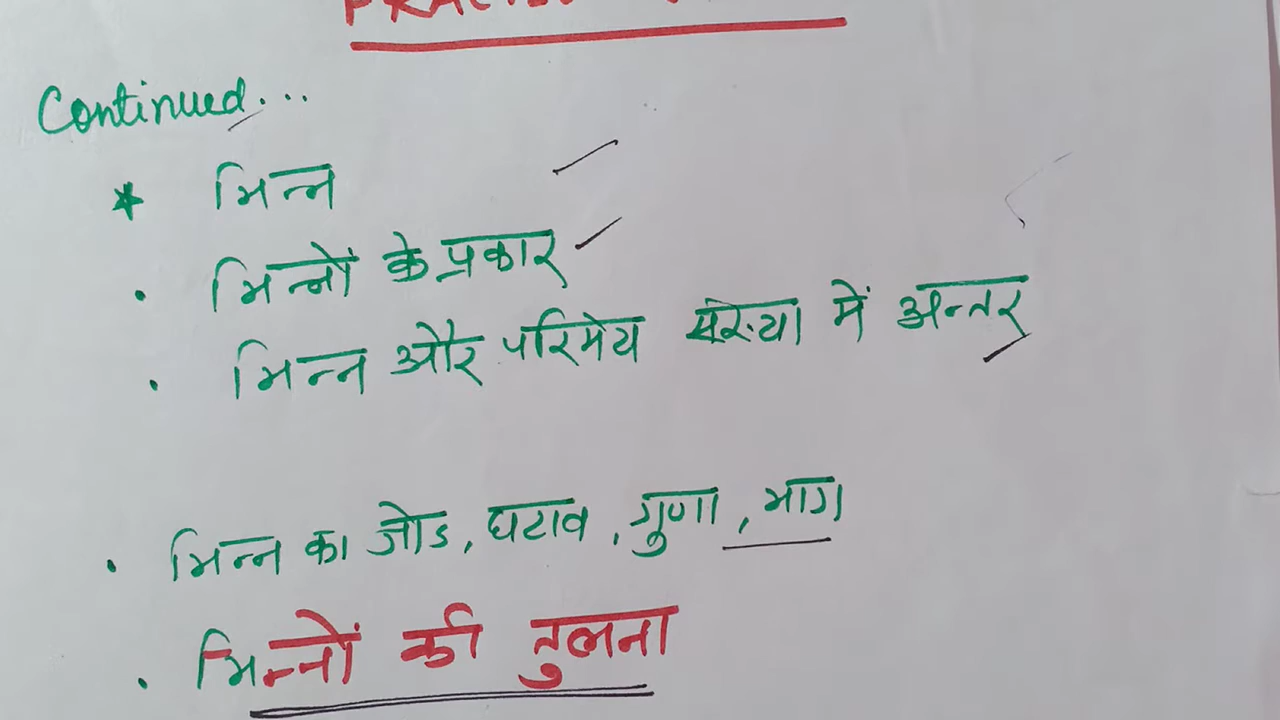 Continued...
* भिन्न
. भिन्नों के प्रकार
. भिन्न और परिमेय संख्या में अन्तर
. भिन्न का जोड, घटाव, गुणा, भाग
. भिन्नों की तुलना